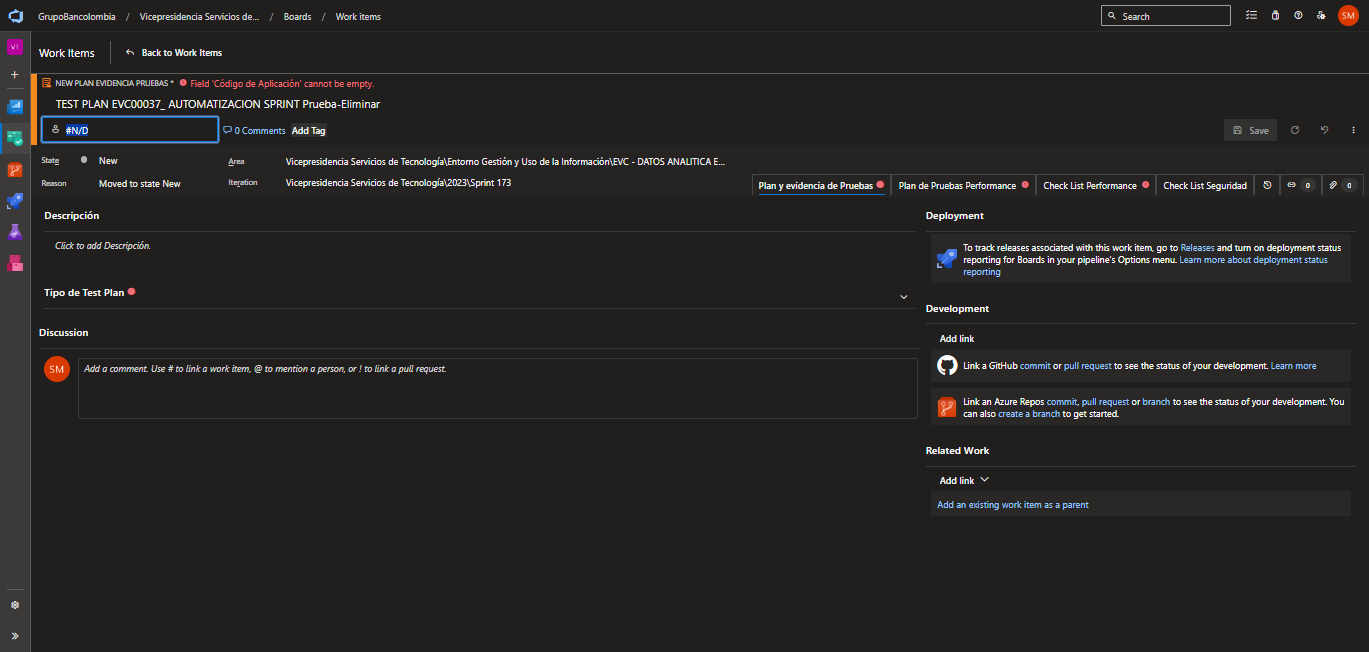 GrupoBancolombia / Vicepresidencia Servicios de... / Boards / Work items
Search
SM
VT
Work Items
Back to Work Items
NEW PLAN EVIDENCIA PRUEBAS * Field 'Código de Aplicación' cannot be empty.
TEST PLAN EVC00037_ AUTOMATIZACION SPRINT Prueba-Eliminar
#N/D
0 Comments
Add Tag
Save
State
New
Area
Vicepresidencia Servicios de Tecnología\Entorno Gestión y Uso de la Información\EVC - DATOS ANALITICA E...
Reason
Moved to state New
Iteration
Vicepresidencia Servicios de Tecnología\2023\Sprint 173
Plan y evidencia de Pruebas
Plan de Pruebas Performance
Check List Performance
Check List Seguridad
0
0
Descripción
Click to add Descripción.
Tipo de Test Plan
Discussion
SM
Add a comment. Use # to link a work item, @ to mention a person, or ! to link a pull request.
Deployment
To track releases associated with this work item, go to Releases and turn on deployment status
reporting for Boards in your pipeline's Options menu. Learn more about deployment status
reporting
Development
Add link
Link a GitHub commit or pull request to see the status of your development. Learn more
Link an Azure Repos commit, pull request or branch to see the status of your development. You
can also create a branch to get started.
Related Work
Add link
Add an existing work item as a parent